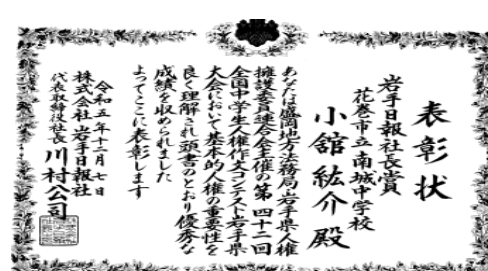 表彰状
岩手日報社長賞
花巻市立南城中学校
小舘紘介殿
あなたは盛岡地方法務局岩手県人権
擁護委員連合会主催の第四十二回
全国中学生人権作文コンテスト岩手県
大会において基本的人権の重要性を
良く理解され頭書のとおり優秀な
成績を収められました
よってここに表彰します
令和五年十二月七日
株式会社岩手日報社
代表取締役社長川村公司